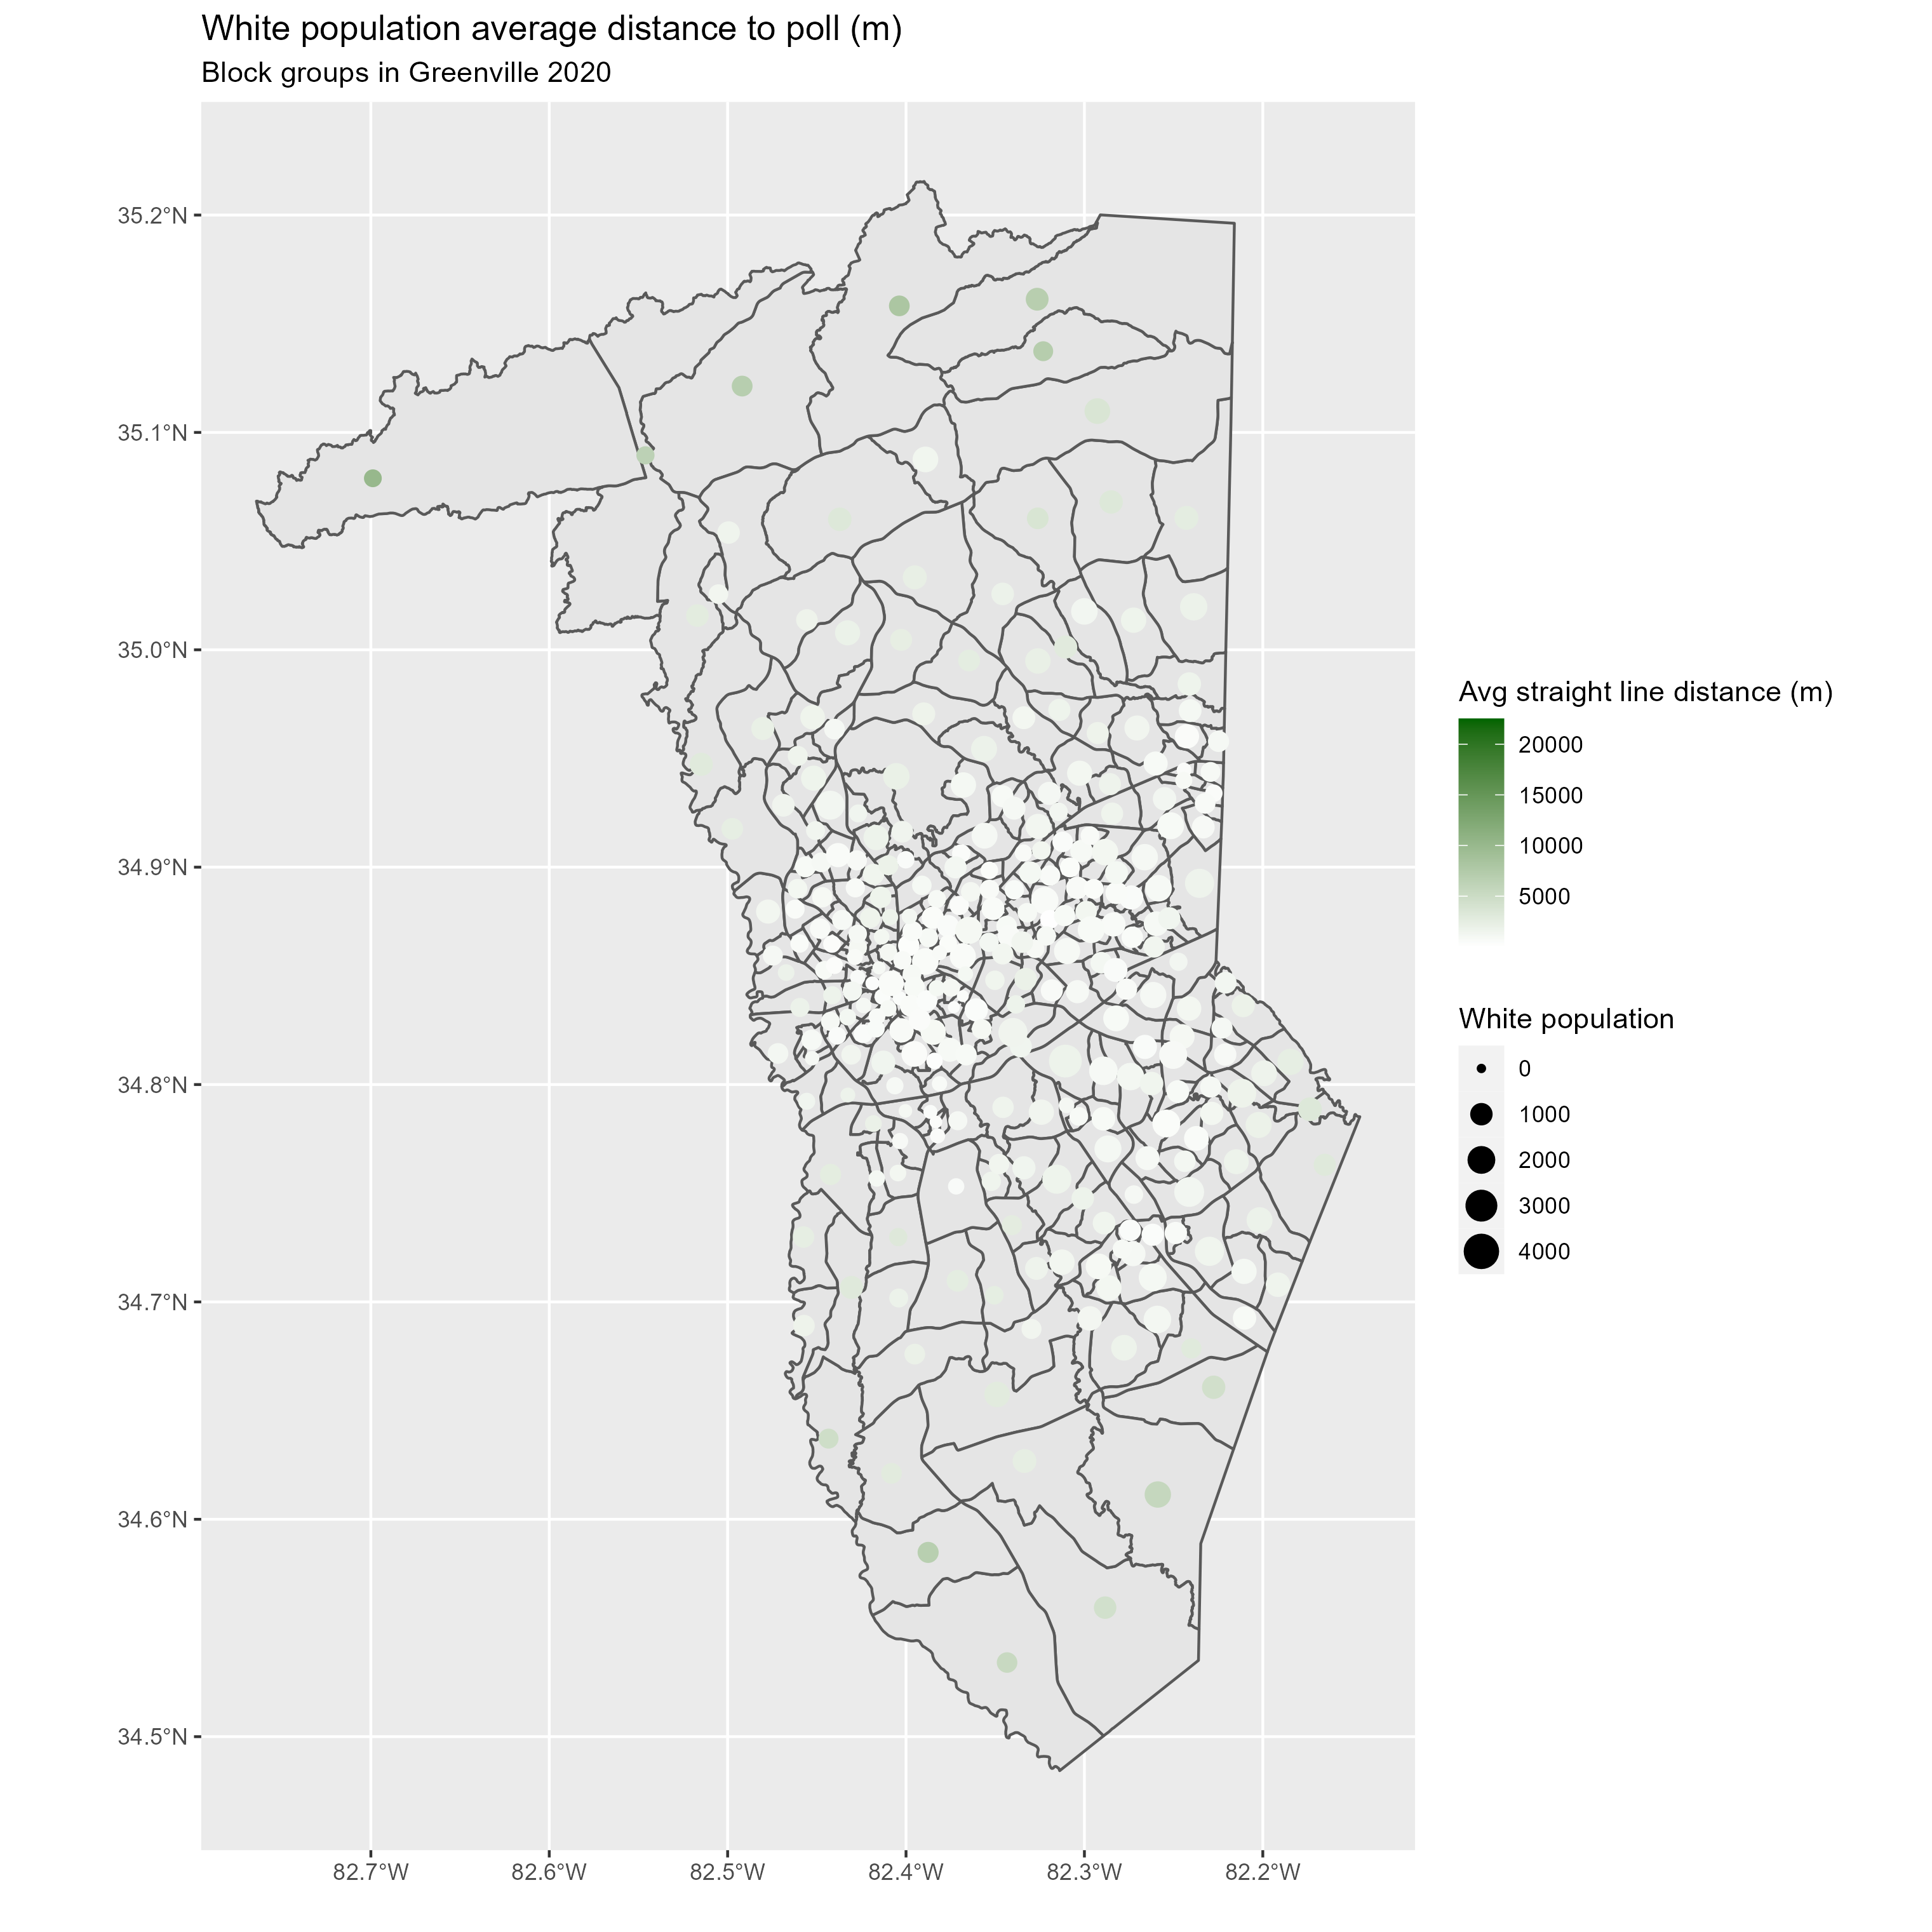 White population average distance to poll (m)
Block groups in Greenville 2020
35.2°N
35.1°N
35.0°N
34.9°N
34.8°N
34.7°N
34.6°N
34.5°N
82.7°W
82.6°W
82.5°W
82.4°W
82.3°W
82.2°W
Avg straight line distance (m)
20000
15000
10000
5000
White population
0
1000
2000
3000
4000